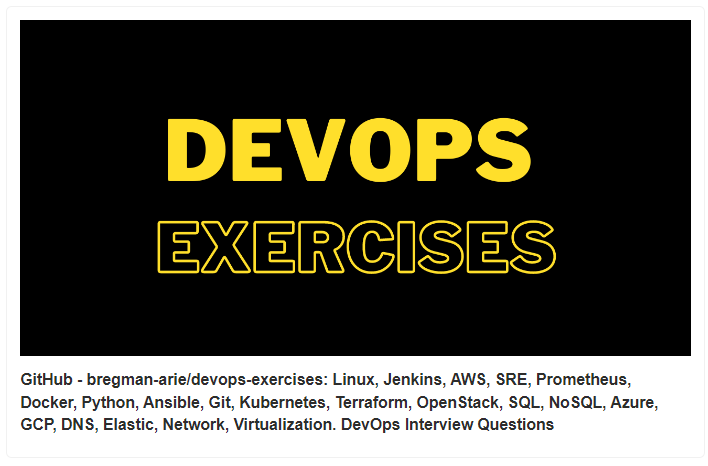 DEVOPS
EXERCISES
GitHub - bregman-arie/devops-exercises: Linux, Jenkins, AWS, SRE, Prometheus,
Docker, Python, Ansible, Git, Kubernetes, Terraform, OpenStack, SQL, NoSQL, Azure,
GCP, DNS, Elastic, Network, Virtualization. DevOps Interview Questions